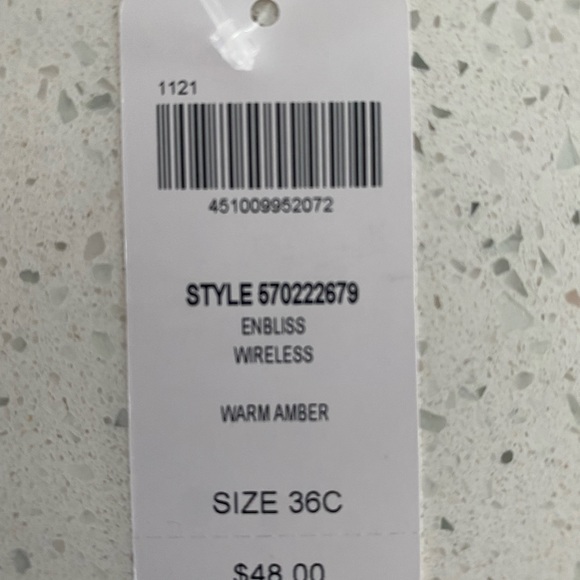 1121
451009952072
STYLE 570222679
ENBLISS
WIRELESS
WARM AMBER
SIZE 36C
$48.00